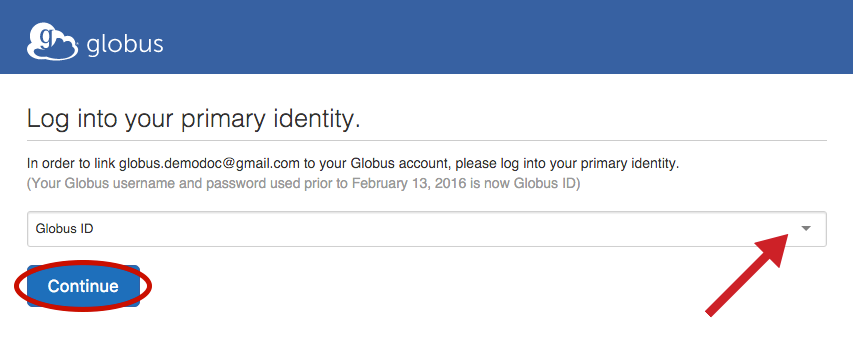 globus
Log into your primary identity.
In order to link globus.demodoc@gmail.com to your Globus account, please log into your primary identity.
(Your Globus username and password used prior to February 13, 2016 is now Globus ID)
Globus ID
Continue